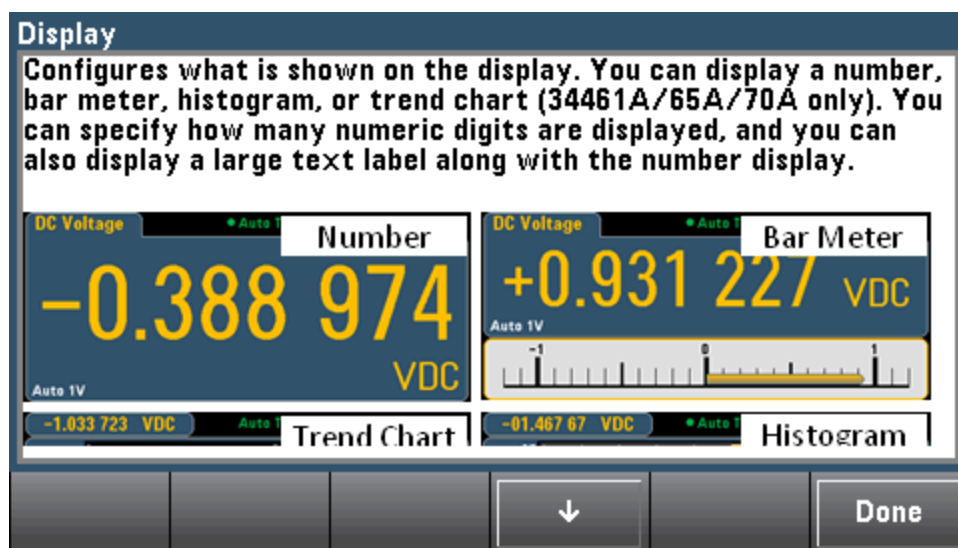 Display
Configures what is shown on the display. You can display a number,
bar meter, histogram, or trend chart (34461A/65A/70A only). You
can specify how many numeric digits are displayed, and you can
also display a large text label along with the number display.
DC Voltage Auto Number
-0.388 974
VDC
Auto 1V
DC Voltage Auto Bar Meter
+0.931 227 VDC
Auto 1V
-1 0 1
-1.033 723 VDC Auto Trend Chart
-01.467 67 VDC Auto Histogram
↓ Done